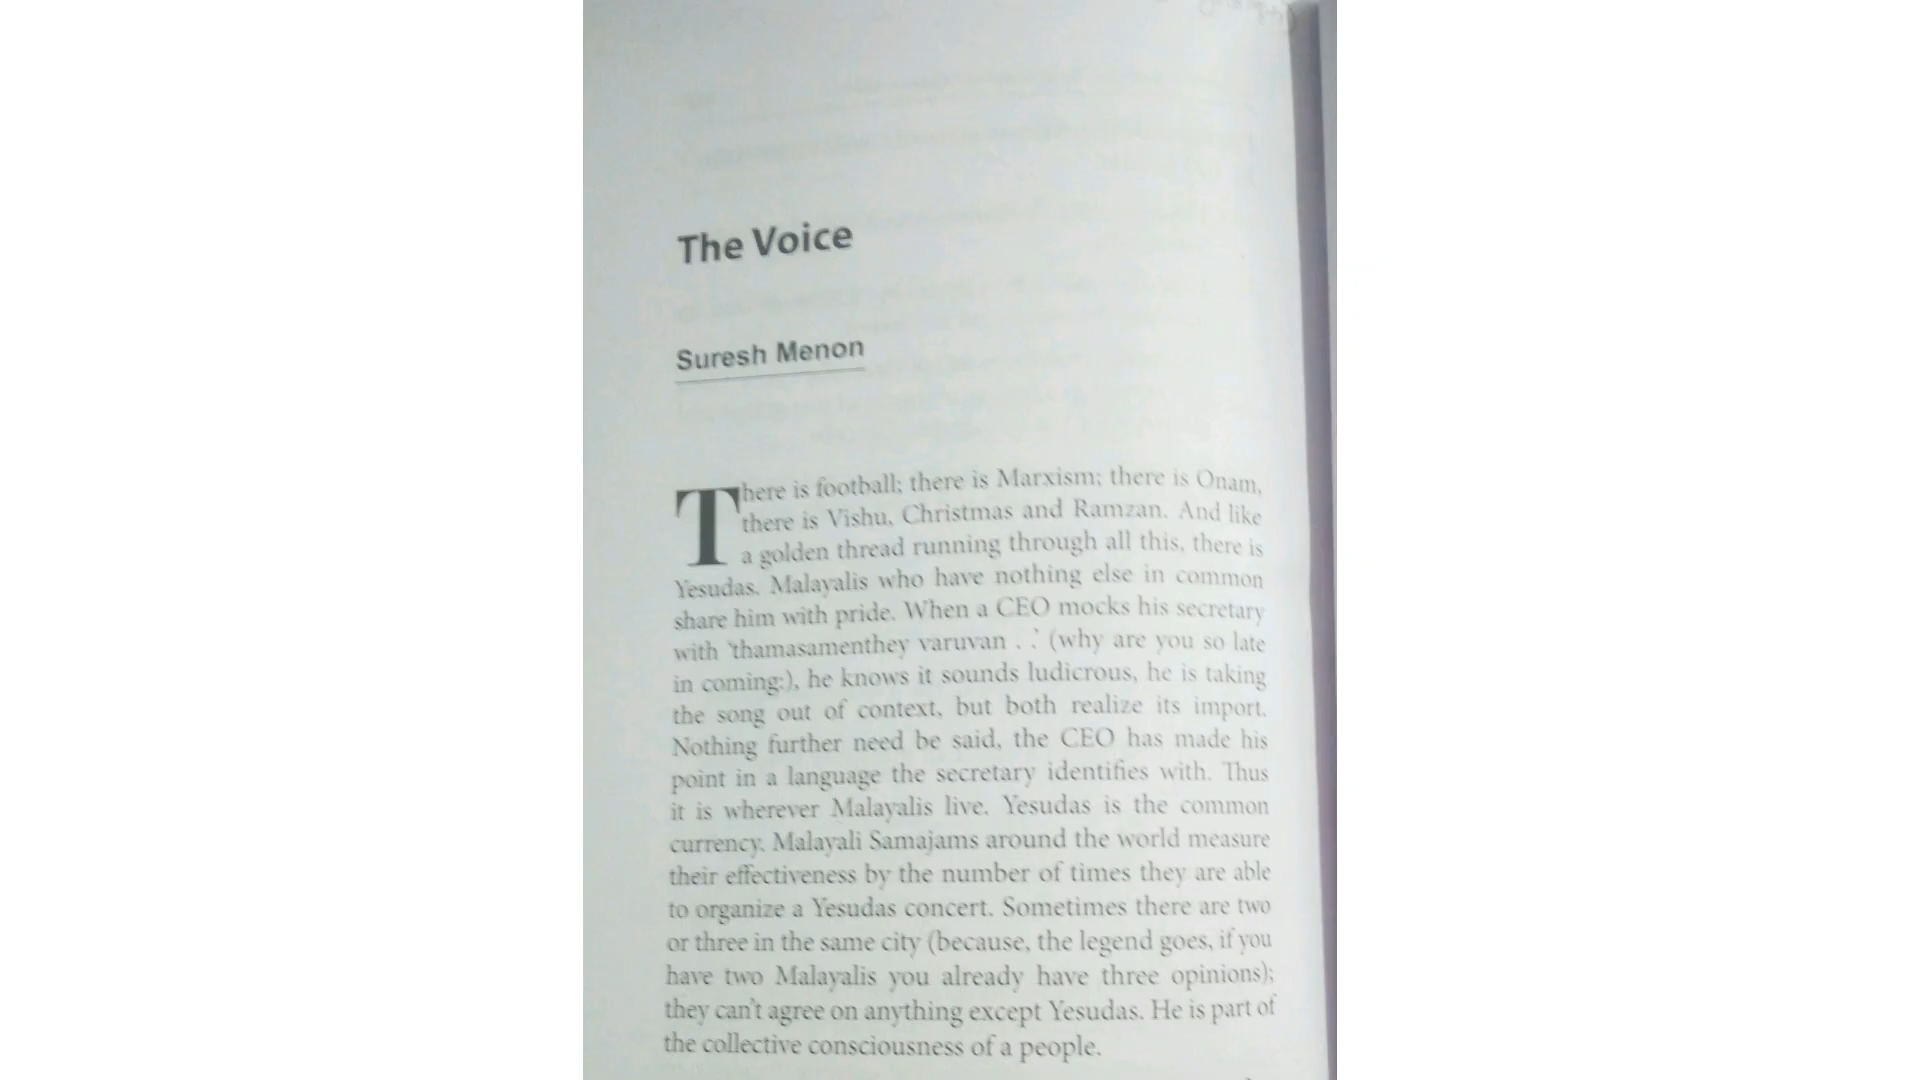 The Voice
Suresh Menon
There is football; there is Marxism; there is Onam,
there is Vishu, Christmas and Ramzan. And like
a golden thread running through all this, there is
Yesudas. Malayalis who have nothing else in common
share him with pride. When a CEO mocks his secretary
with 'thamasamenthey varuvan . .' (why are you so late
in coming:), he knows it sounds ludicrous, he is taking
the song out of context, but both realize its import.
Nothing further need be said, the CEO has made his
point in a language the secretary identifies with. Thus
it is wherever Malayalis live. Yesudas is the common
currency. Malayali Samajams around the world measure
their effectiveness by the number of times they are able
to organize a Yesudas concert. Sometimes there are two
or three in the same city (because, the legend goes, if you
have two Malayalis you already have three opinions);
they can't agree on anything except Yesudas. He is part of
the collective consciousness of a people.